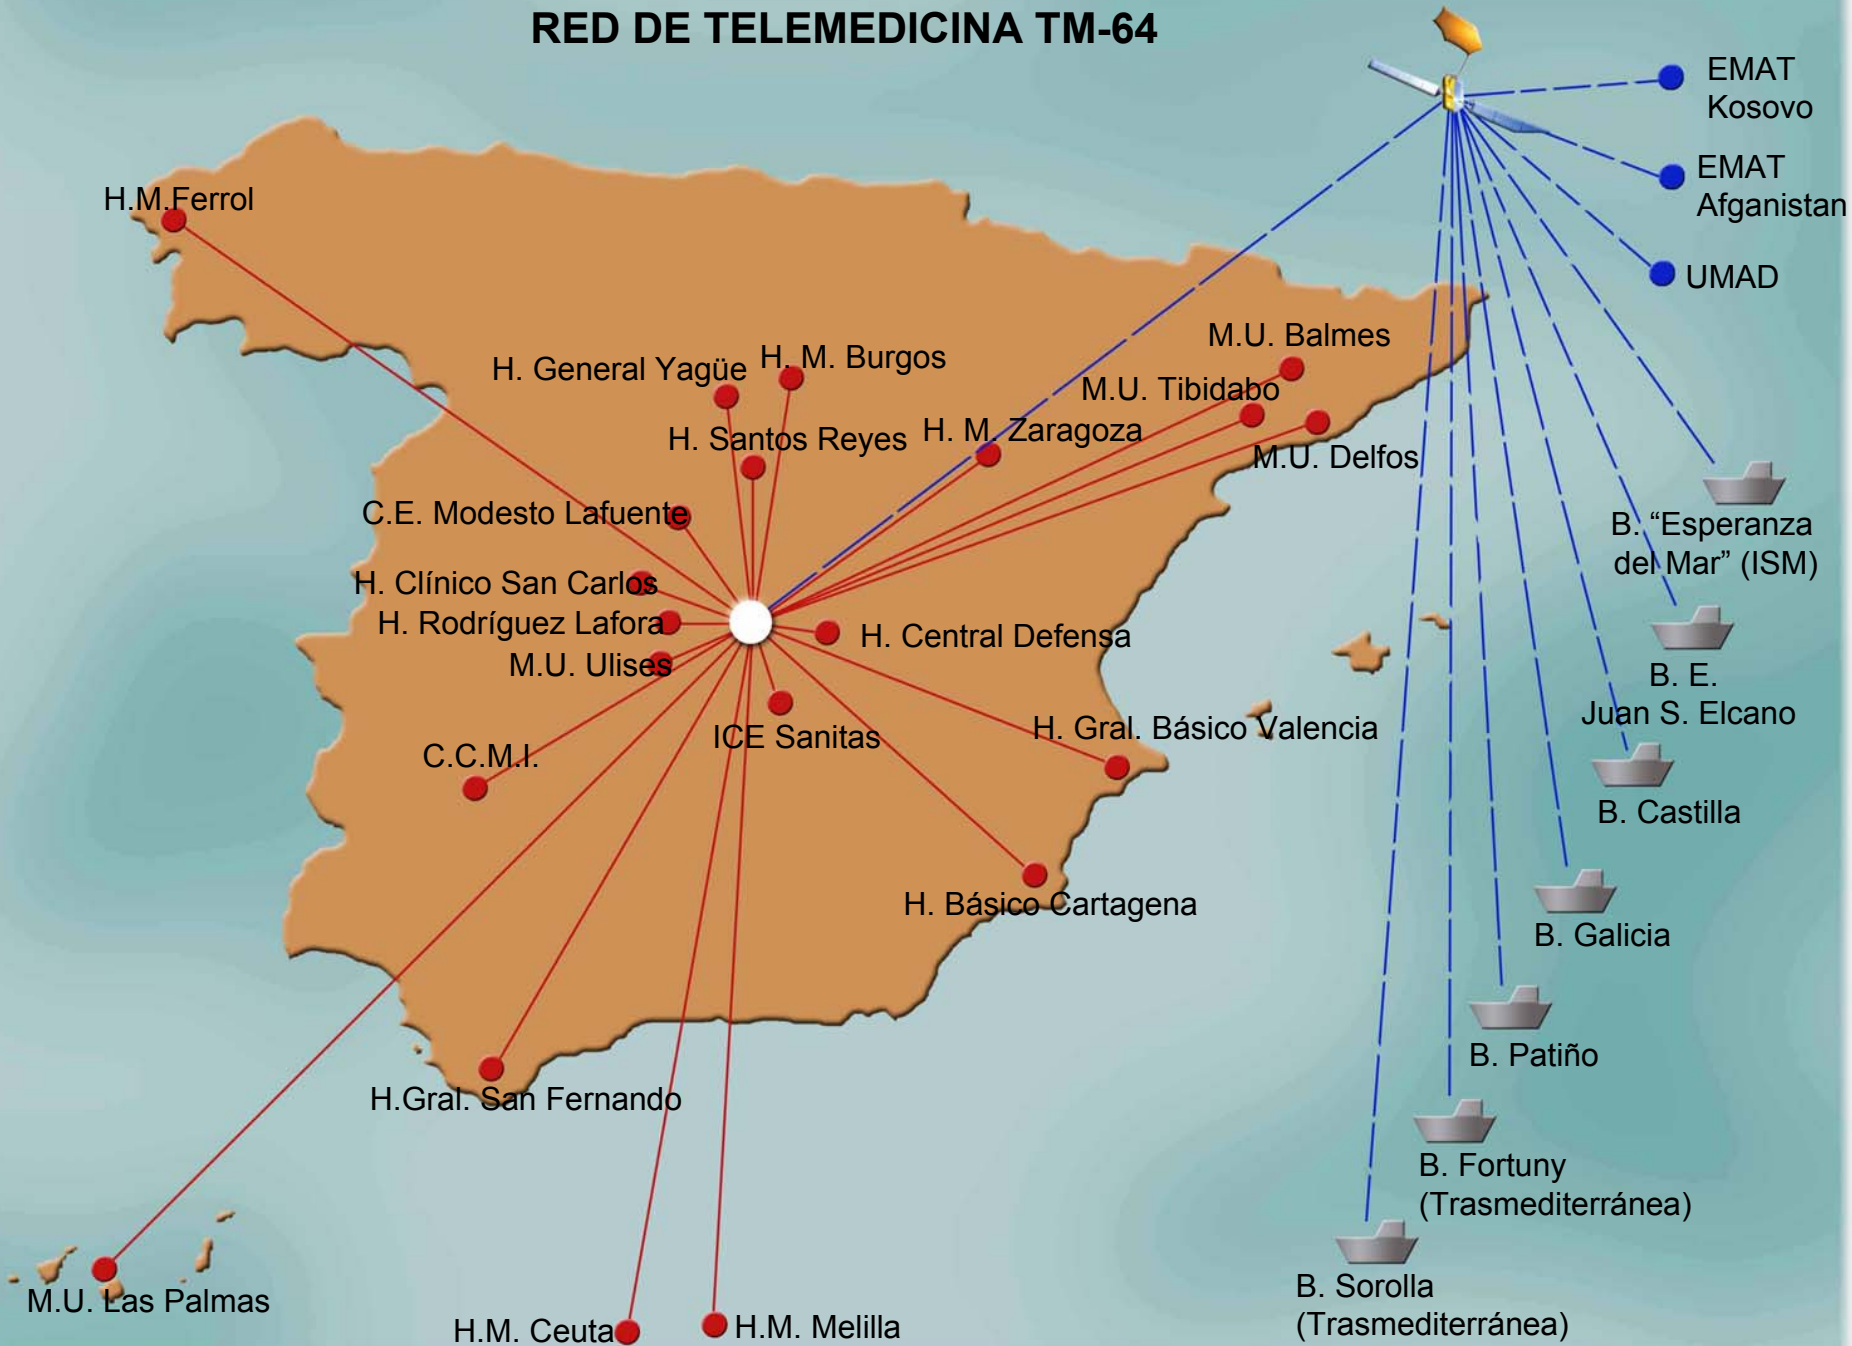 RED DE TELEMEDICINA TM-64
EMAT
Kosovo
EMAT
Afganistan
UMAD
H.M.Ferrol
M.U. Balmes
H. General Yagüe
H. M. Burgos
M.U. Tibidabo
H. Santos Reyes
H. M. Zaragoza
M.U. Delfos
C.E. Modesto Lafuente
B. “Esperanza
del Mar” (ISM)
H. Clínico San Carlos
H. Rodríguez Lafora
H. Central Defensa
M.U. Ulises
B. E.
Juan S. Elcano
ICE Sanitas
H. Gral. Básico Valencia
C.C.M.I.
B. Castilla
H. Básico Cartagena
B. Galicia
B. Patiño
H.Gral. San Fernando
B. Fortuny
(Trasmediterránea)
M.U. Las Palmas
B. Sorolla
(Trasmediterránea)
H.M. Ceuta
H.M. Melilla